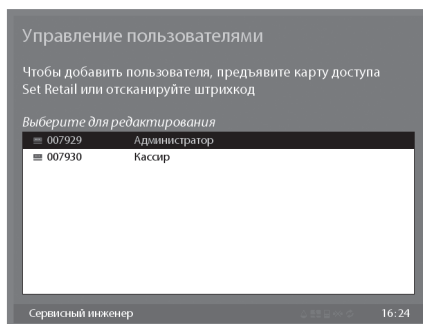 Управление пользователями
Чтобы добавить пользователя, предъявите карту доступа
Set Retail или отсканируйте штрихкод
Выберите для редактирования
007929 Администратор
007930 Кассир
Сервисный инженер 16:24